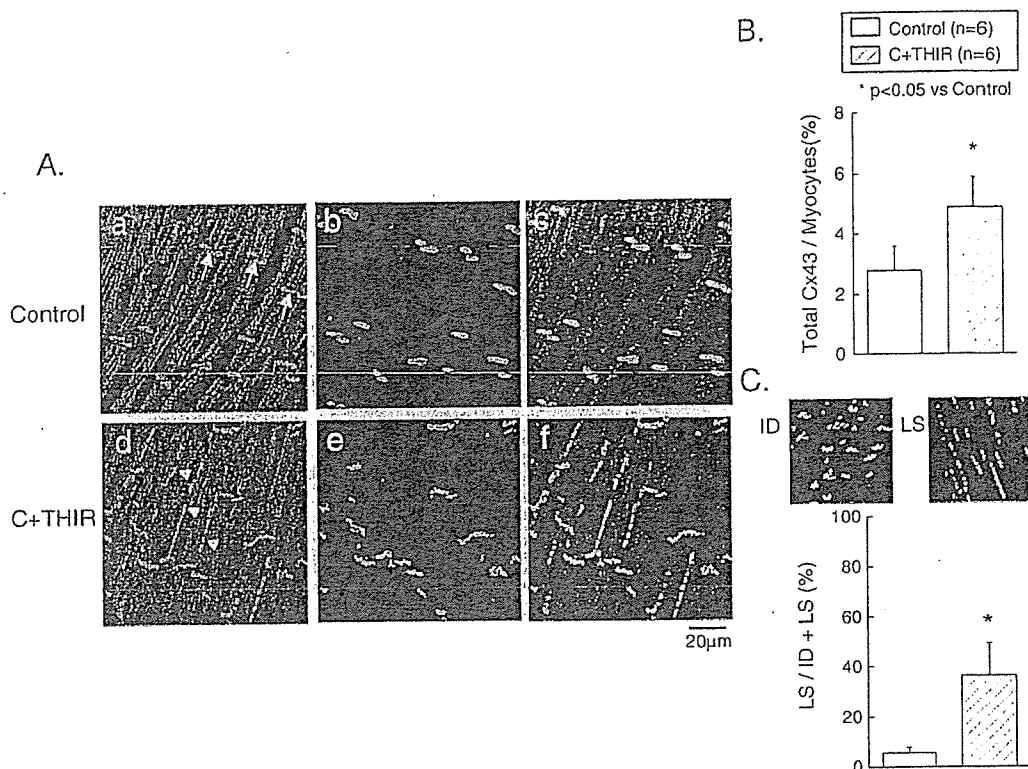 A.
a
b
c
Control
d
e
f
C+THIR
20μm
B.
Control (n=6)
C+THIR (n=6)
* p<0.05 vs Control
Total Cx43 / Myocytes(%)
8
6
4
2
0
*
C.
ID
LS
LS / ID + LS (%)
100
80
60
40
20
0
*